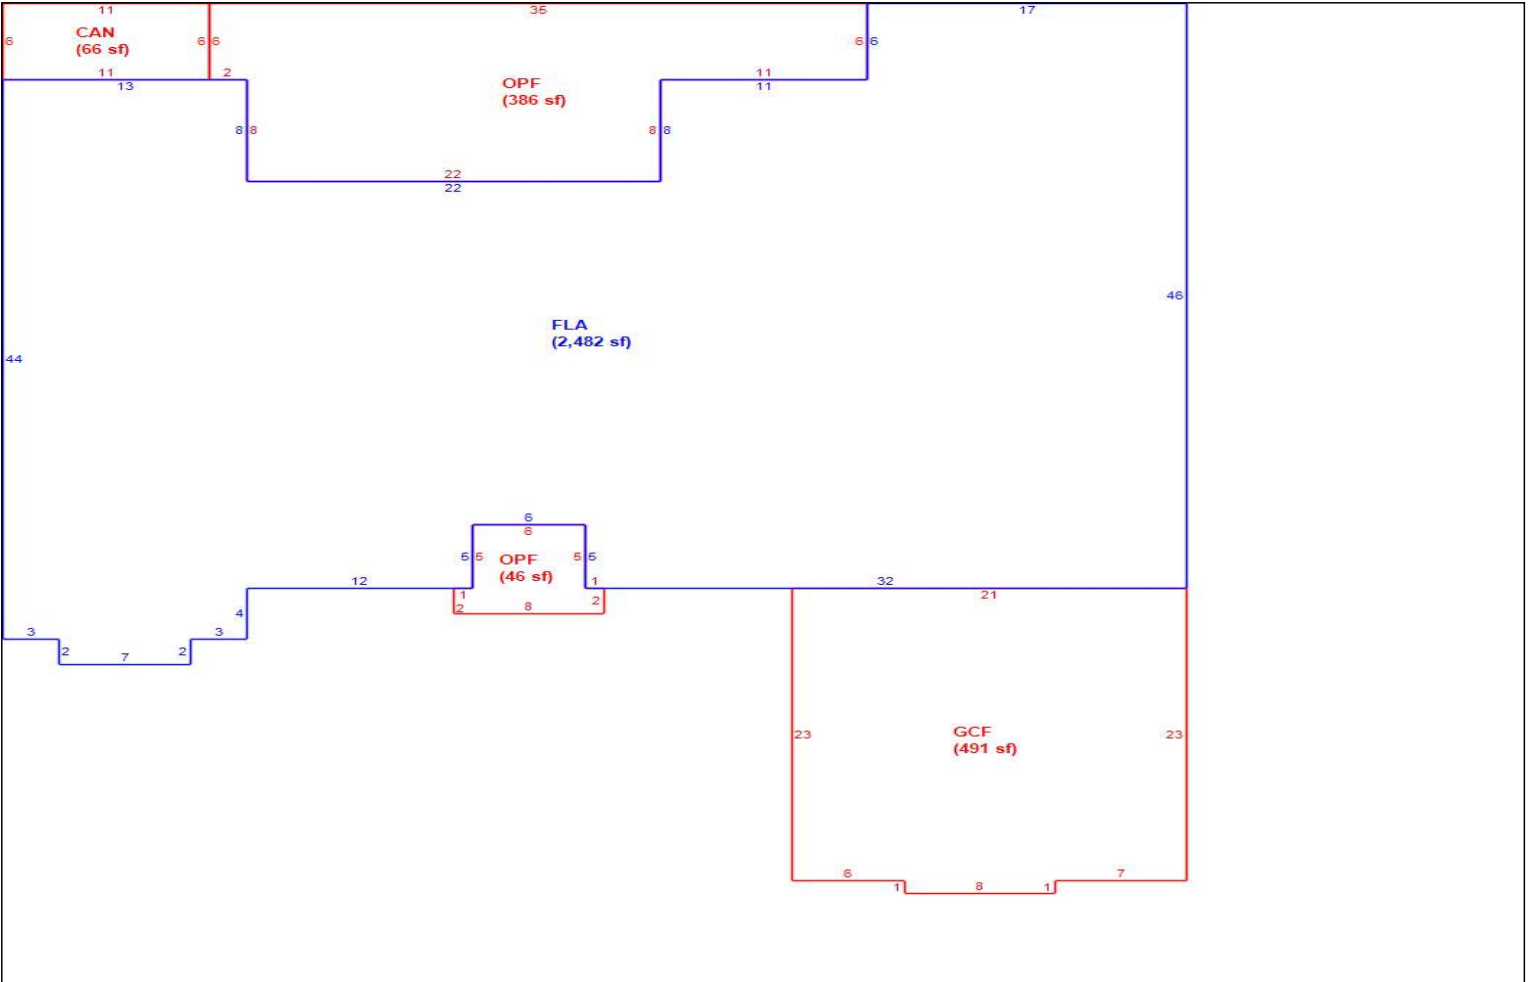 11 35 17
CAN
(66 sf)
6 6 6 6 6
11 2 11
13 11
OPF
(386 sf)
8 8 8 8
22
22
46
FLA
(2,482 sf)
44
6
6
5 5 5 5
OPF
(46 sf)
12 1 32
1 21
2 8 2
4
3 3
2 7 2
23 23
GCF
(491 sf)
6 7
1 8 1